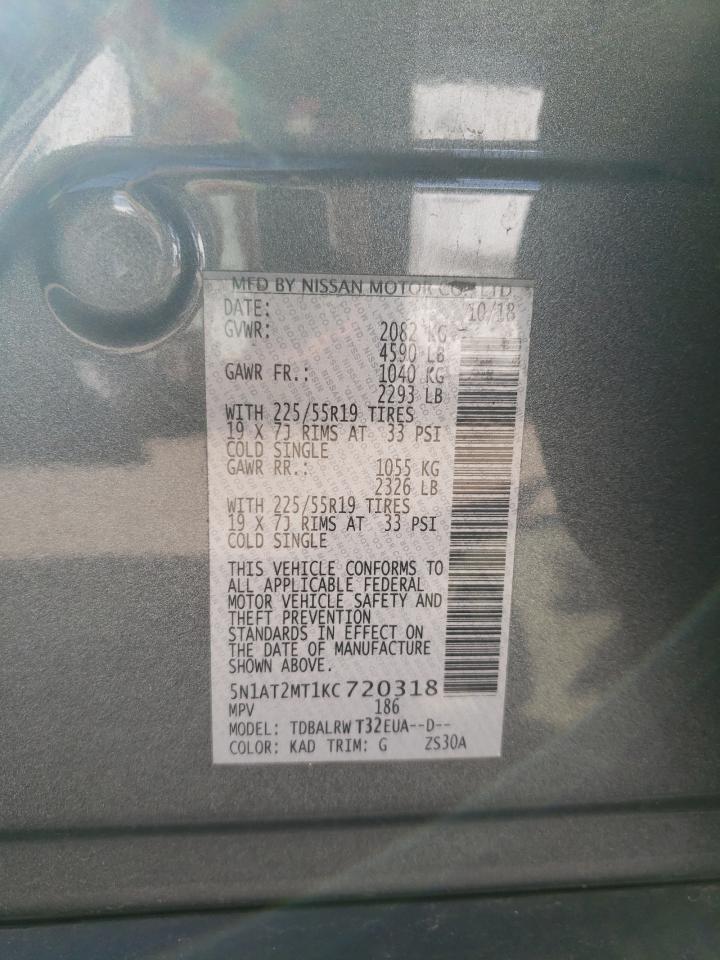 MFD BY NISSAN MOTOR CO., LTD
DATE: 10/18
GVWR: 2082 KG
4590 LB
GAWR FR.: 1040 KG
2293 LB
WITH 225/55R19 TIRES
19 X 7J RIMS AT 33 PSI
COLD SINGLE
GAWR RR.: 1055 KG
2326 LB
WITH 225/55R19 TIRES
19 X 7J RIMS AT 33 PSI
COLD SINGLE
THIS VEHICLE CONFORMS TO
ALL APPLICABLE FEDERAL
MOTOR VEHICLE SAFETY AND
THEFT PREVENTION
STANDARDS IN EFFECT ON
THE DATE OF MANUFACTURE
SHOWN ABOVE.
5N1AT2MT1KC720318
MPV 186
MODEL: TDBALRWT32EUA--D--
COLOR: KAD TRIM: G ZS30A